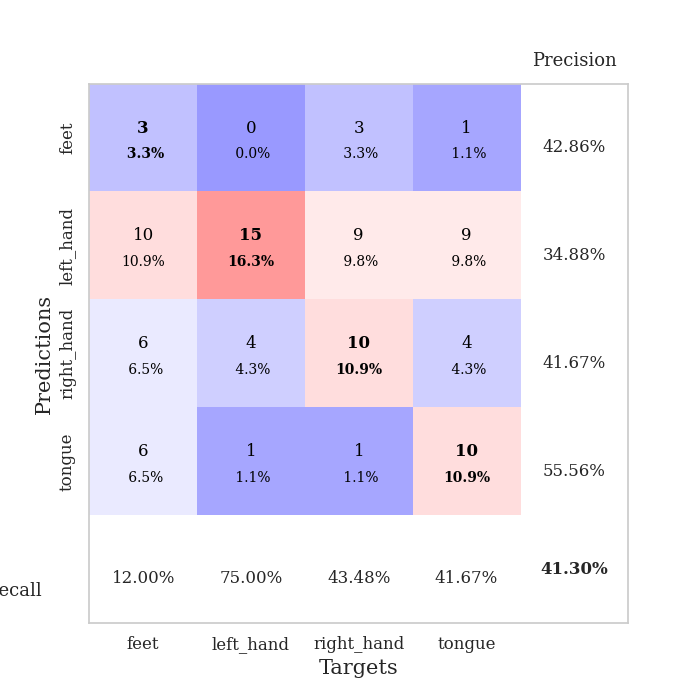 Precision
feet
3 0 3 1
3.3% 0.0% 3.3% 1.1%
42.86%
left_hand
10 15 9 9
10.9% 16.3% 9.8% 9.8%
34.88%
Predictions
right_hand
6 4 10 4
6.5% 4.3% 10.9% 4.3%
41.67%
tongue
6 1 1 10
6.5% 1.1% 1.1% 10.9%
55.56%
ecall
12.00% 75.00% 43.48% 41.67%
41.30%
feet left_hand right_hand tongue
Targets